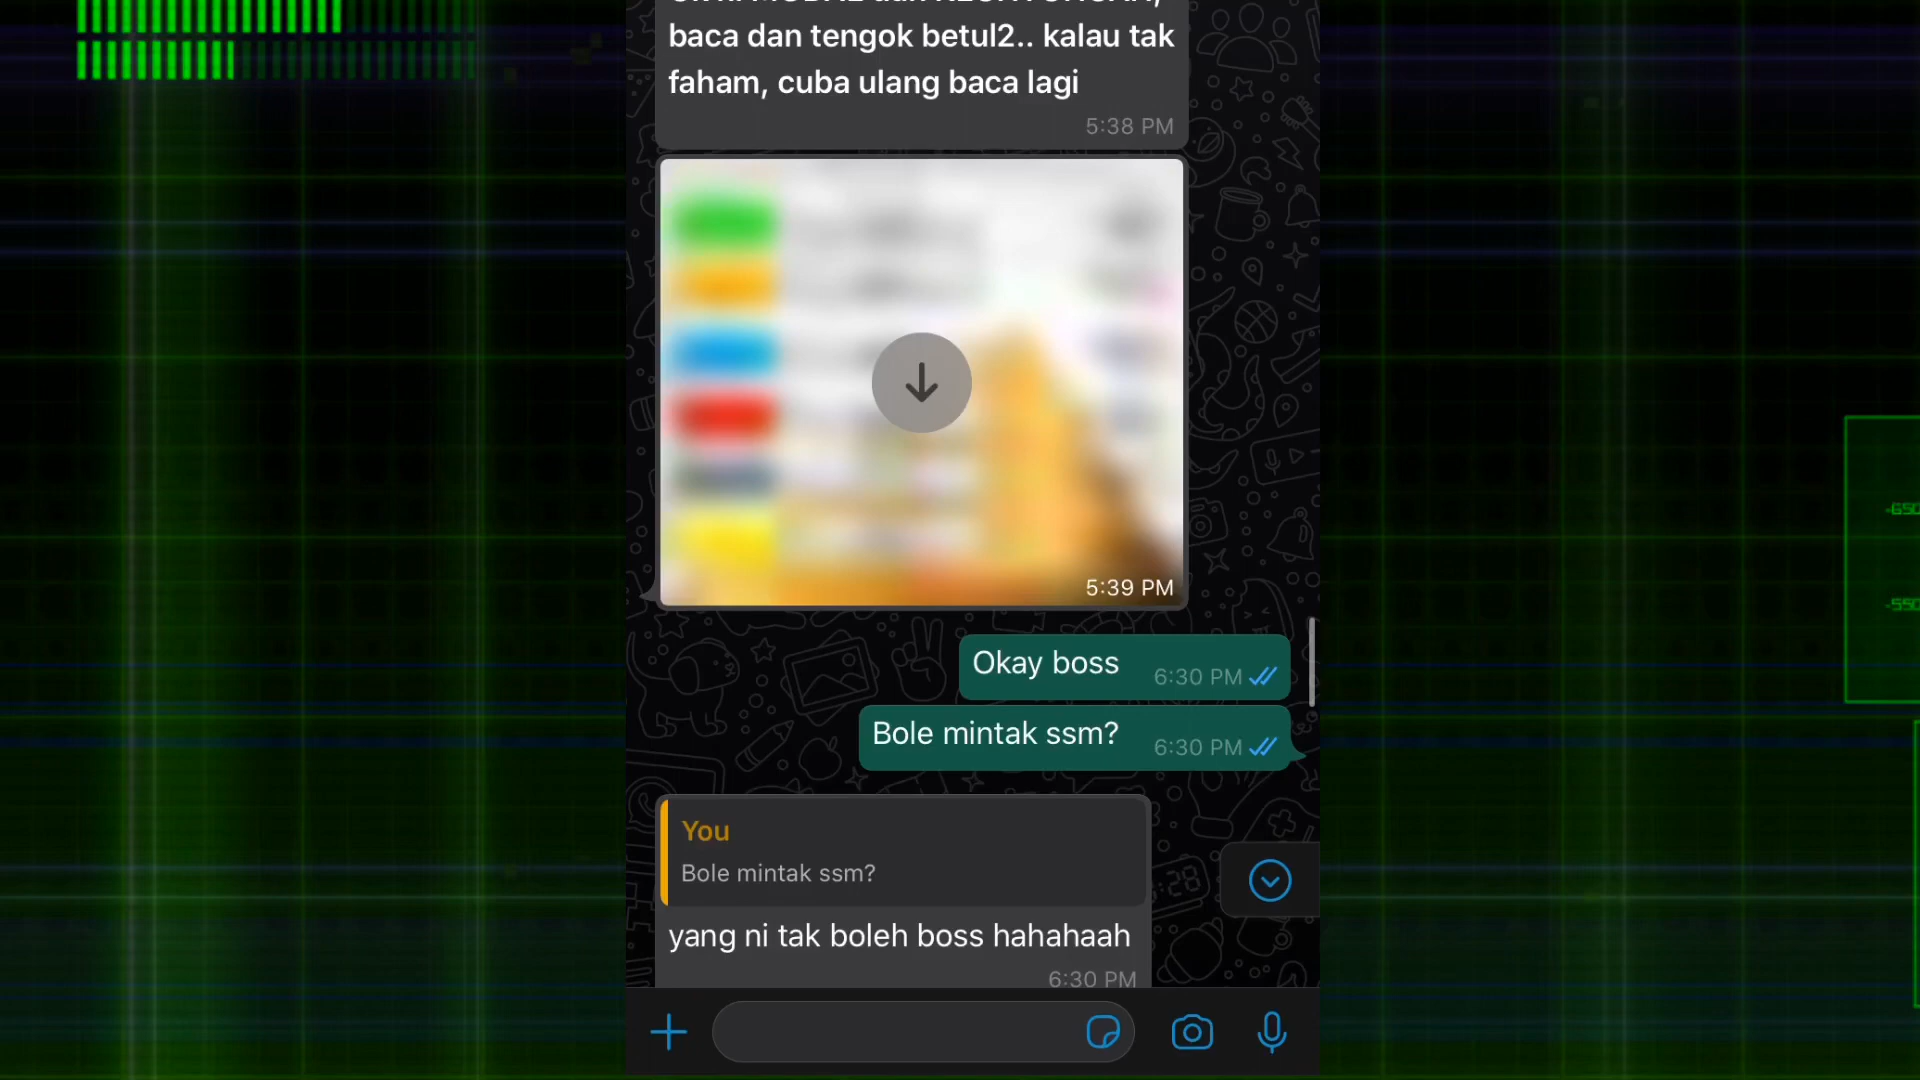 baca dan tengok betul2.. kalau tak
faham, cuba ulang baca lagi
5:38 PM
5:39 PM
Okay boss
6:30 PM
Bole mintak ssm?
6:30 PM
You
Bole mintak ssm?
yang ni tak boleh boss hahahaah
6:30 PM
-550